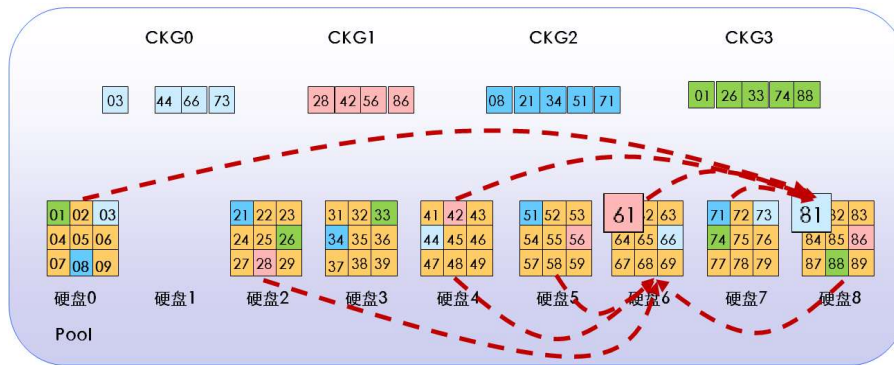 CKG0 CKG1 CKG2 CKG3
03 44 66 73 28 42 56 86 08 21 34 51 71 01 26 33 74 88
01 02 03 21 22 23 31 32 33 41 42 43 51 52 53 61 62 63 71 72 73 81 82 83
04 05 06 24 25 26 34 35 36 44 45 46 54 55 56 64 65 66 74 75 76 84 85 86
07 08 09 27 28 29 37 38 39 47 48 49 57 58 59 67 68 69 77 78 79 87 88 89
硬盘0 硬盘1 硬盘2 硬盘3 硬盘4 硬盘5 硬盘6 硬盘7 硬盘8
Pool